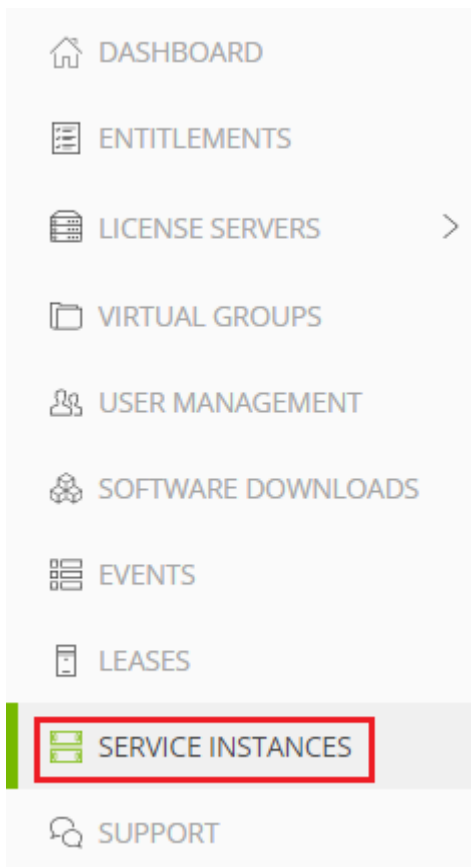 DASHBOARD
ENTITLEMENTS
LICENSE SERVERS
VIRTUAL GROUPS
USER MANAGEMENT
SOFTWARE DOWNLOADS
EVENTS
LEASES
SERVICE INSTANCES
SUPPORT